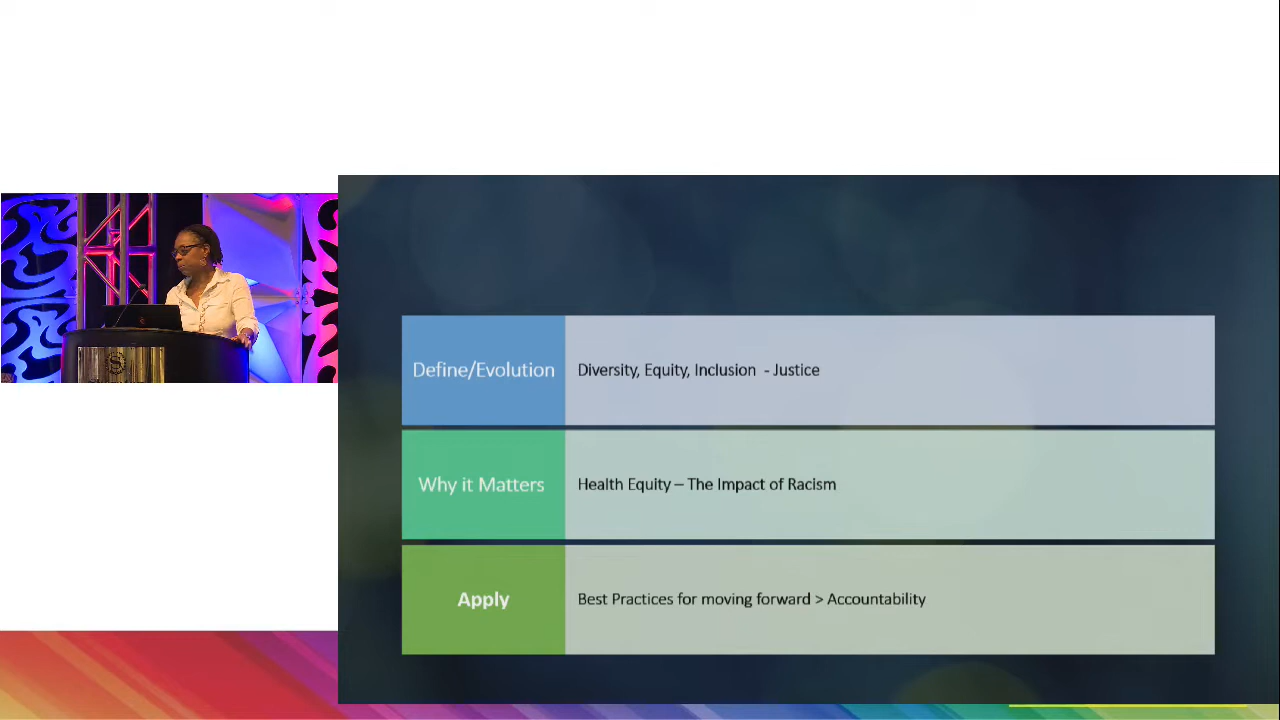 Define/Evolution
Diversity, Equity, Inclusion - Justice
Why it Matters
Health Equity – The Impact of Racism
Apply
Best Practices for moving forward > Accountability